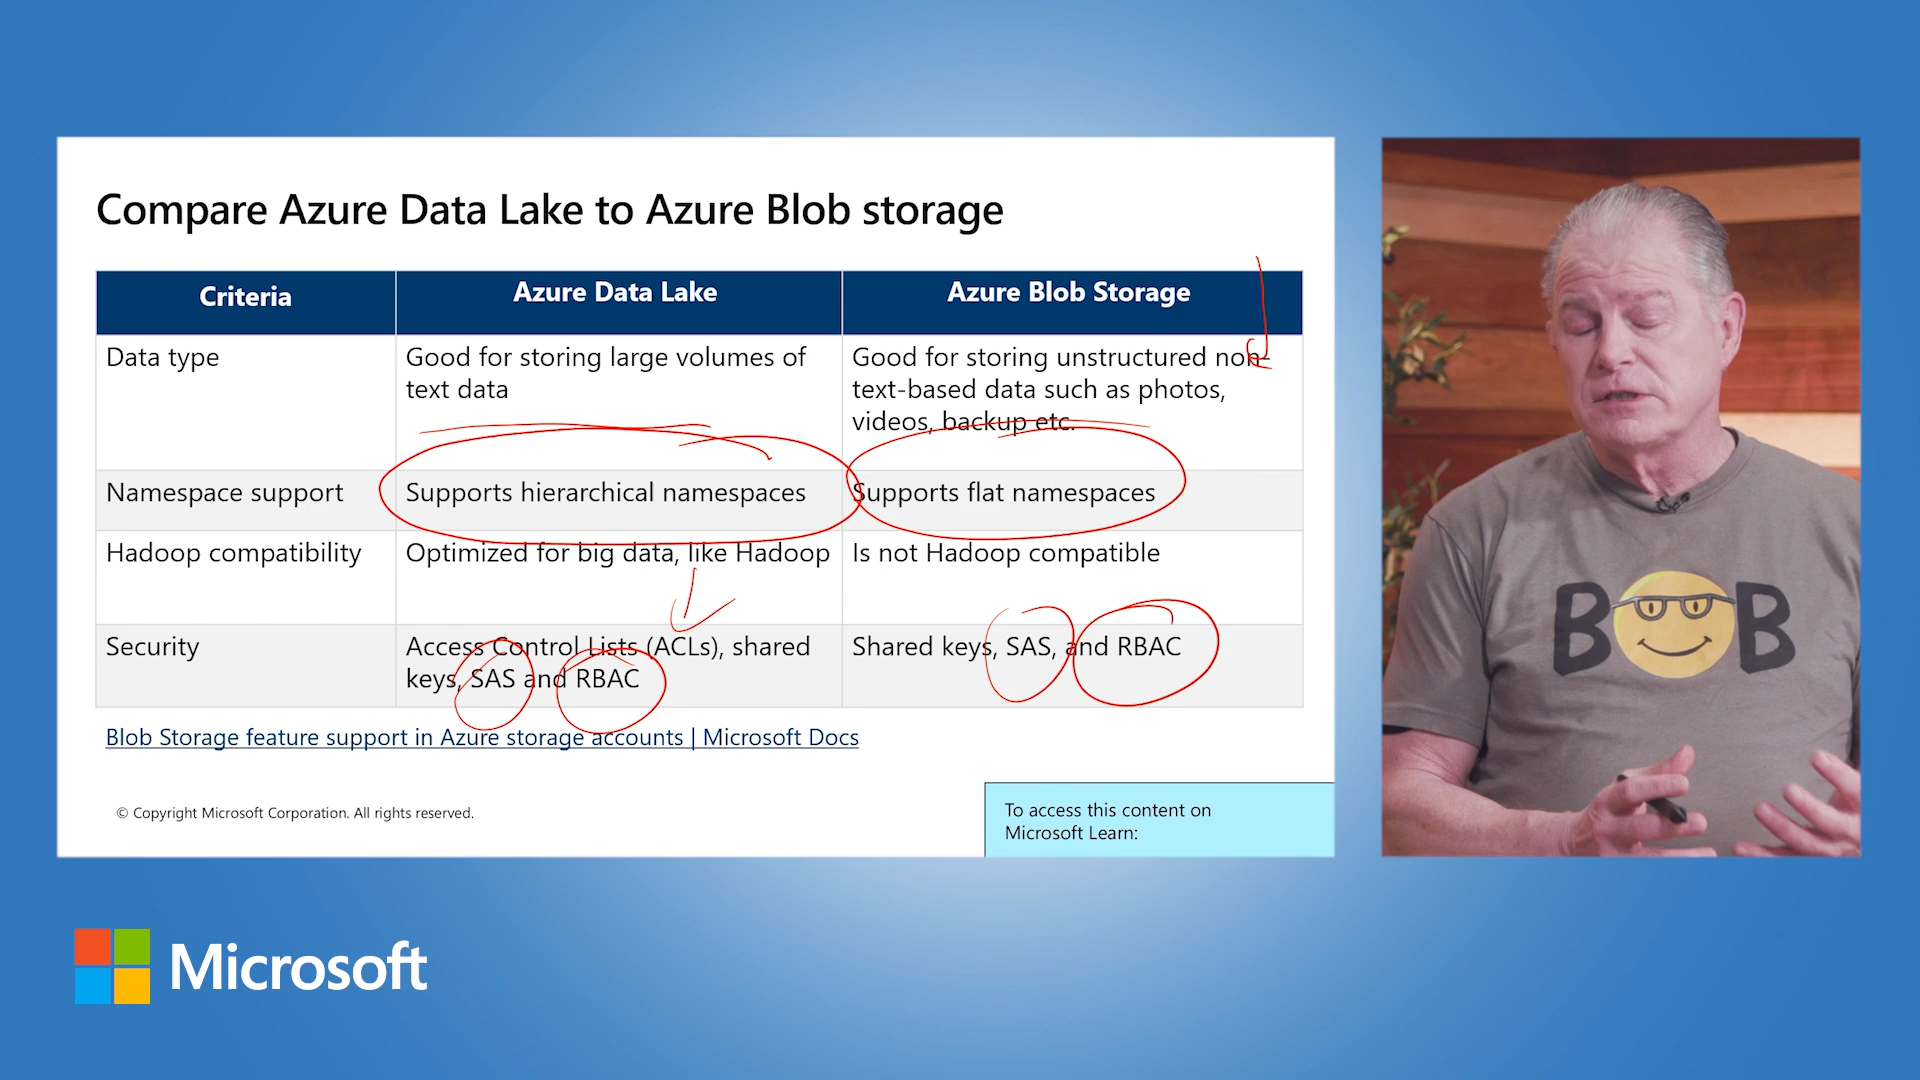 Compare Azure Data Lake to Azure Blob storage
Criteria
Azure Data Lake
Azure Blob Storage
Data type
Good for storing large volumes of
text data
Good for storing unstructured non-
text-based data such as photos,
videos, backup etc.
Namespace support
Supports hierarchical namespaces
Supports flat namespaces
Hadoop compatibility
Optimized for big data, like Hadoop
Is not Hadoop compatible
Security
Access Control Lists (ACLs), shared
keys, SAS and RBAC
Shared keys, SAS, and RBAC
Blob Storage feature support in Azure storage accounts | Microsoft Docs
© Copyright Microsoft Corporation. All rights reserved.
To access this content on
Microsoft Learn:
BOB
Microsoft